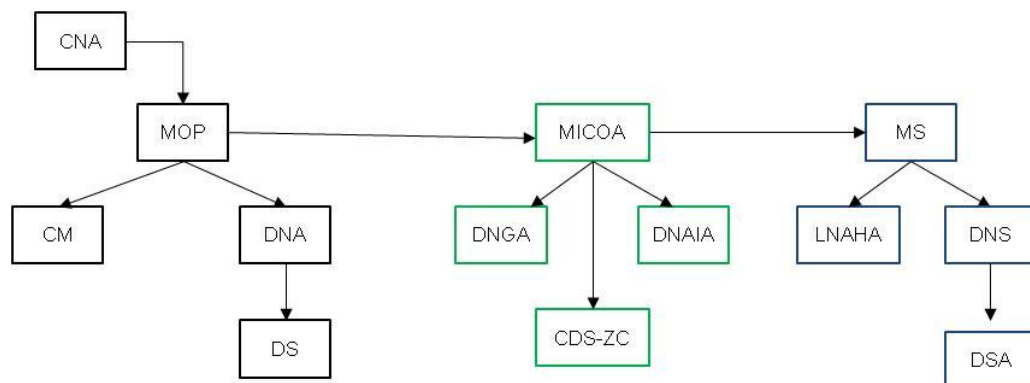 CNA
MOP
MICOA
MS
CM
DNA
DNGA
DNAIA
LNAHA
DNS
DS
CDS-ZC
DSA